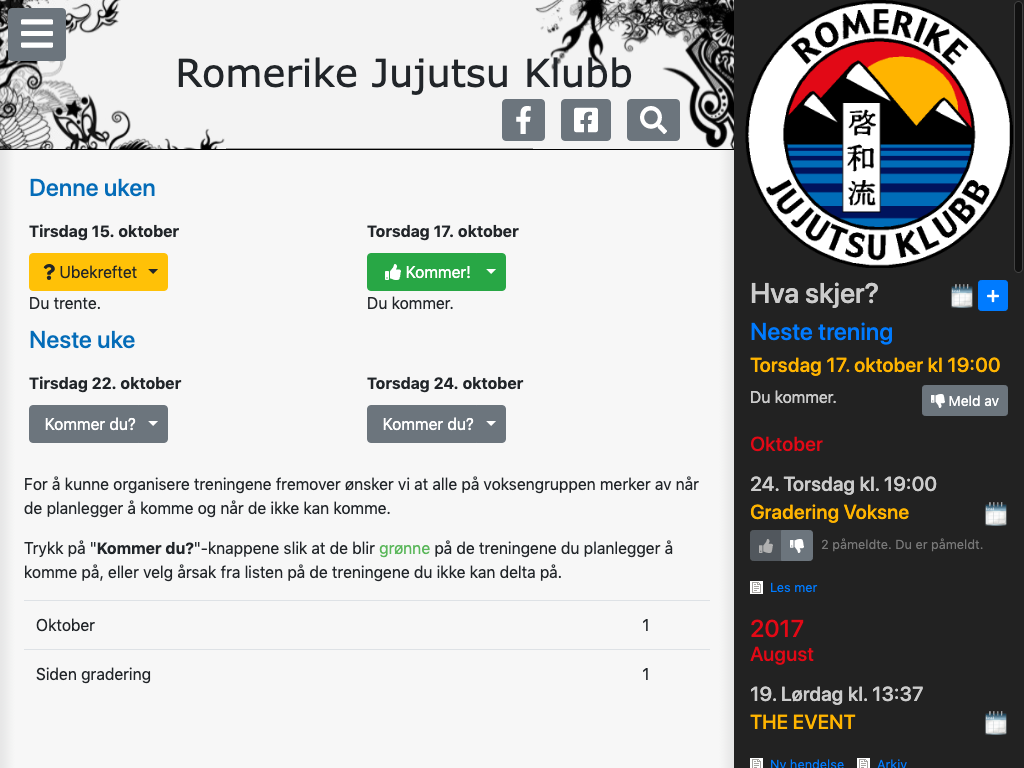 Romerike Jujutsu Klubb
Denne uken
Tirsdag 15. oktober
Torsdag 17. oktober
? Ubekreftet
Kommer!
Du trente.
Du kommer.
Neste uke
Tirsdag 22. oktober
Torsdag 24. oktober
Kommer du?
Kommer du?
For å kunne organisere treningene fremover ønsker vi at alle på voksengruppen merker av når
de planlegger å komme og når de ikke kan komme.
Trykk på "Kommer du?"-knappene slik at de blir grønne på de treningene du planlegger å
komme på, eller velg årsak fra listen på de treningene du ikke kan delta på.
Oktober 1
Siden gradering 1
ROMERIKE
啓和流
JUJUTSU KLUBB
Hva skjer?
+
Neste trening
Torsdag 17. oktober kl 19:00
Du kommer.
Meld av
Oktober
24. Torsdag kl. 19:00
Gradering Voksne
2 påmeldte. Du er påmeldt.
Les mer
2017
August
19. Lørdag kl. 13:37
THE EVENT
Ny hendelse Arkiv